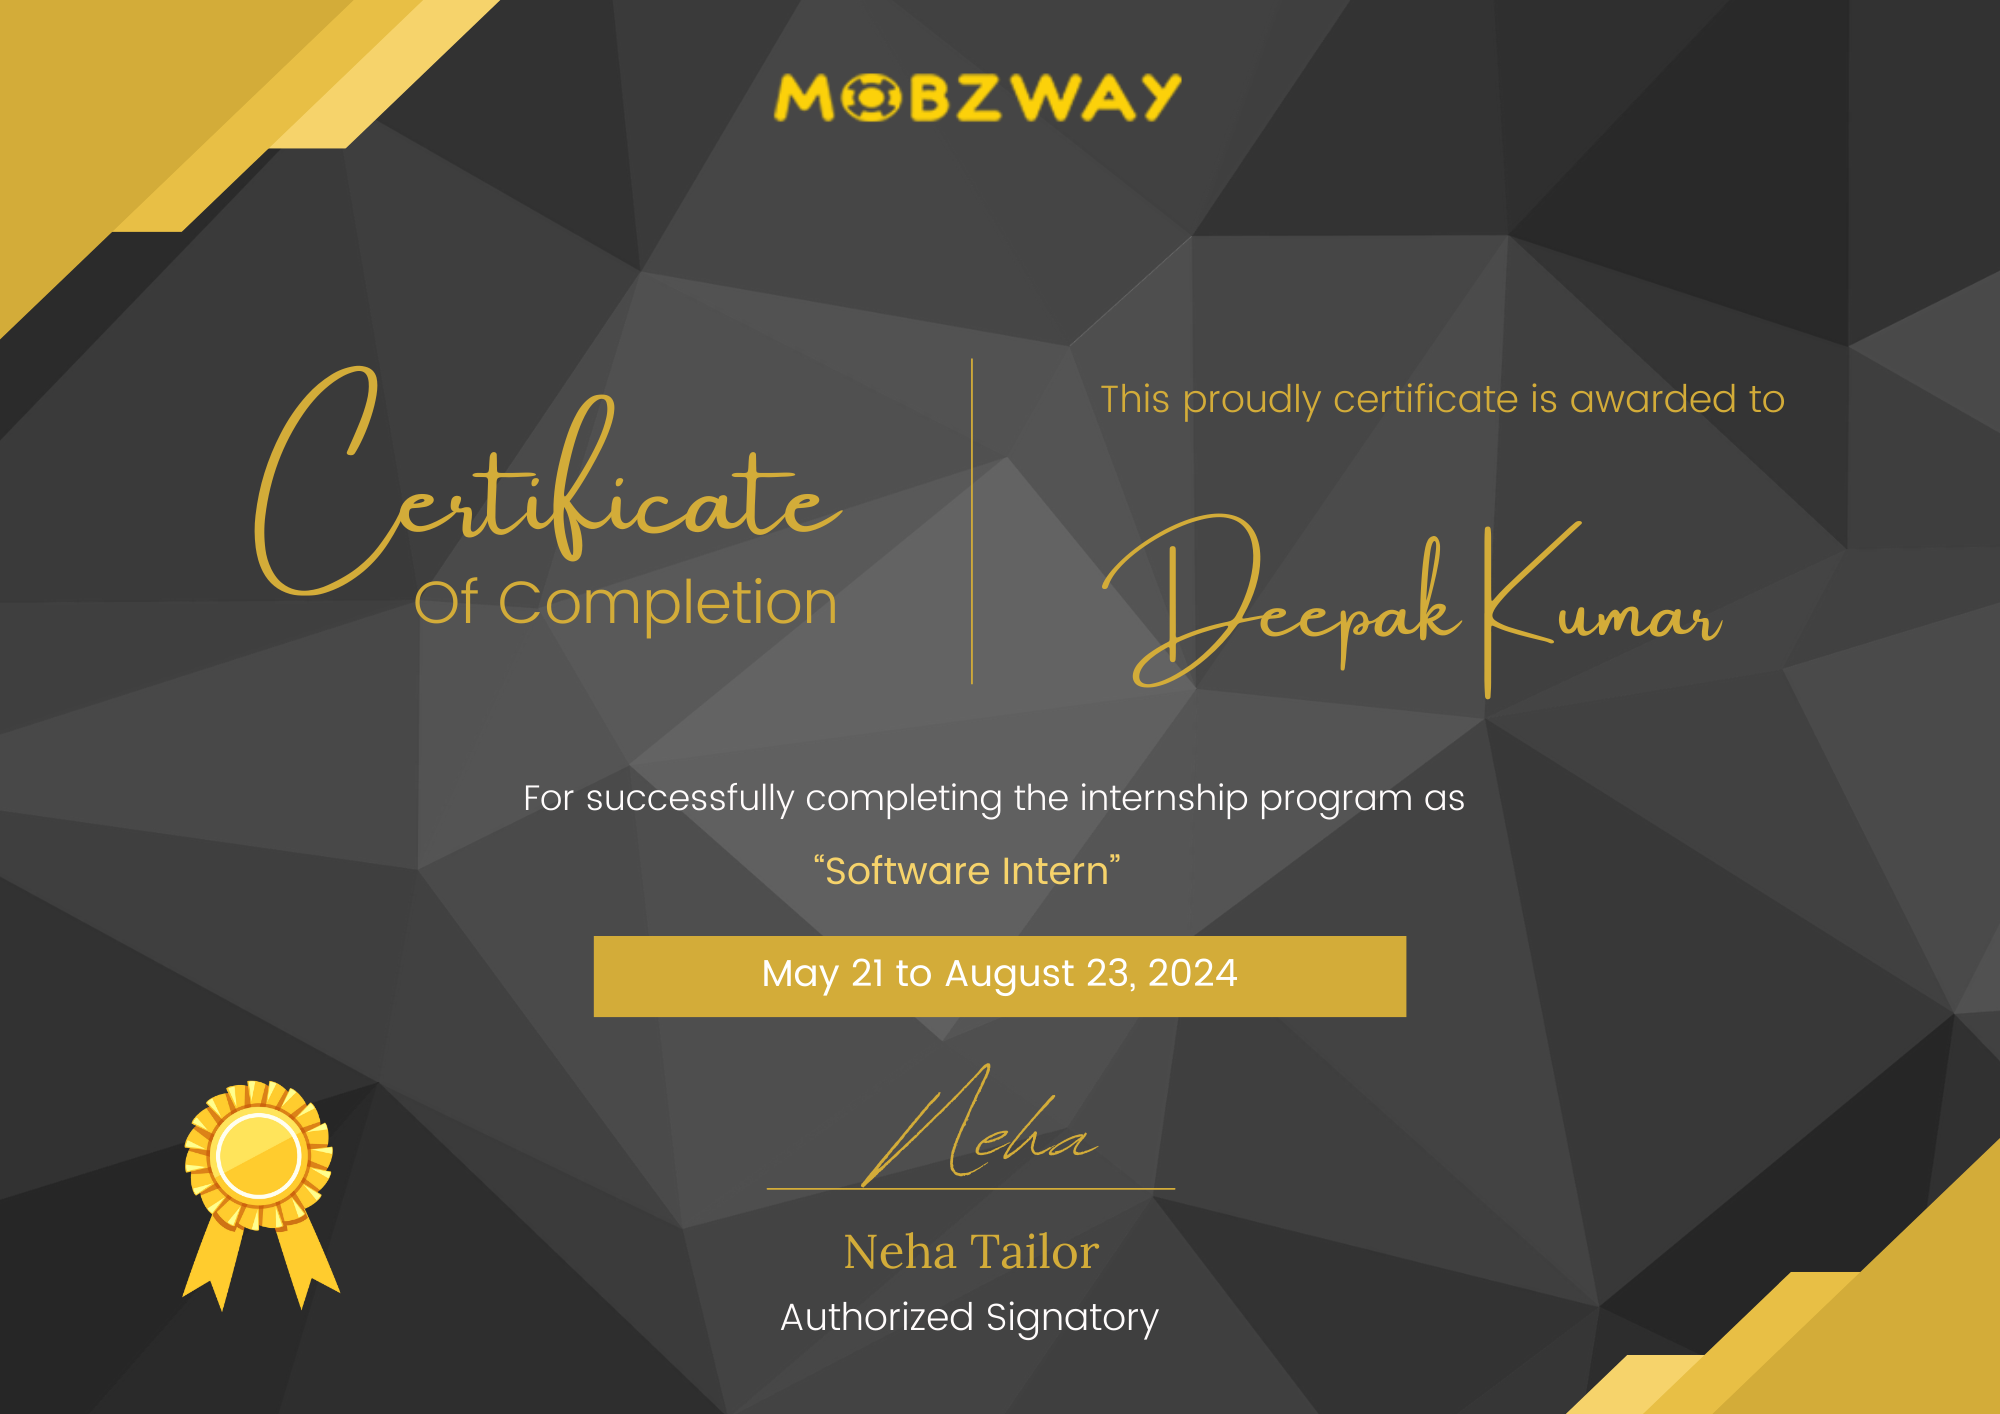 MOBZWAY
Certificate
Of Completion
This proudly certificate is awarded to
Deepak Kumar
For successfully completing the internship program as
“Software Intern”
May 21 to August 23, 2024
Neha
Neha Tailor
Authorized Signatory